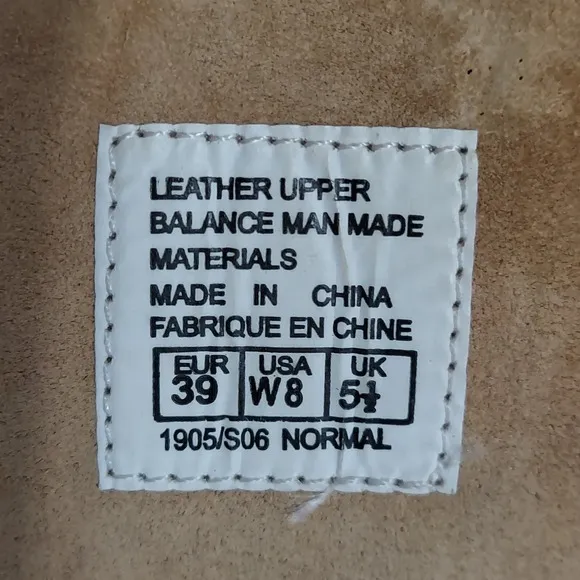 LEATHER UPPER
BALANCE MAN MADE
MATERIALS
MADE IN CHINA
FABRIQUE EN CHINE
EUR USA UK
39 W8 5½
1905/S06 NORMAL